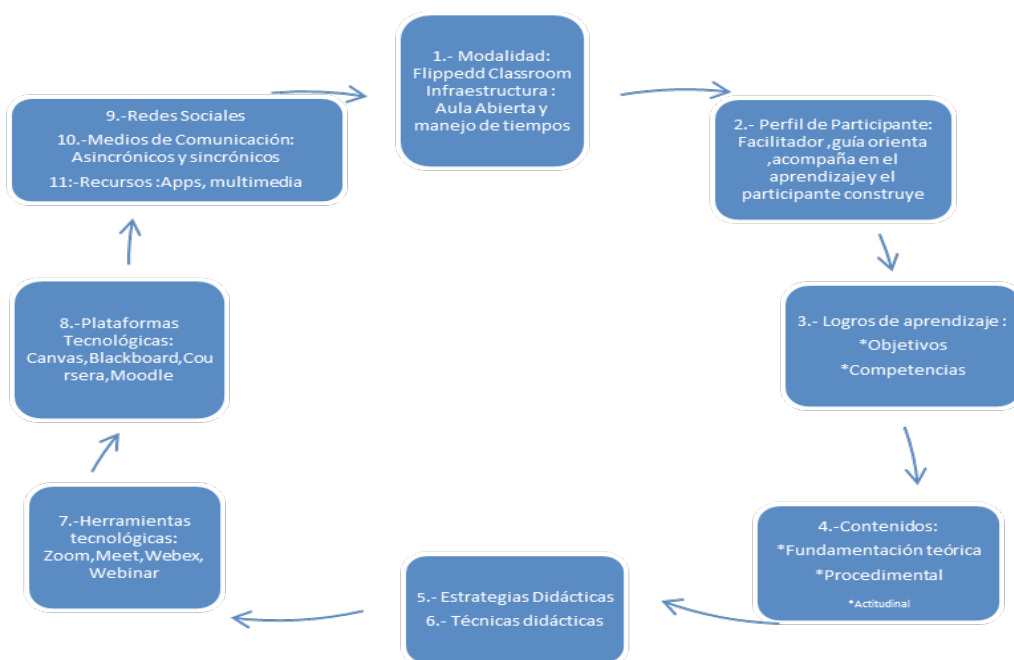 1.- Modalidad:
Flippedd Classroom
Infraestructura :
Aula Abierta y
manejo de tiempos
2.- Perfil de Participante:
Facilitador ,guía orienta
,acompaña en el
aprendizaje y el
participante construye
3.- Logros de aprendizaje :
*Objetivos
*Competencias
4.-Contenidos:
*Fundamentación teórica
*Procedimental
*Actitudinal
5.- Estrategias Didácticas
6.- Técnicas didácticas
7.-Herramientas
tecnológicas:
Zoom,Meet,Webex,
Webinar
8.-Plataformas
Tecnológicas:
Canvas,Blackboard,Cou
rsera,Moodle
9.-Redes Sociales
10.-Medios de Comunicación:
Asincrónicos y sincrónicos
11:-Recursos :Apps, multimedia